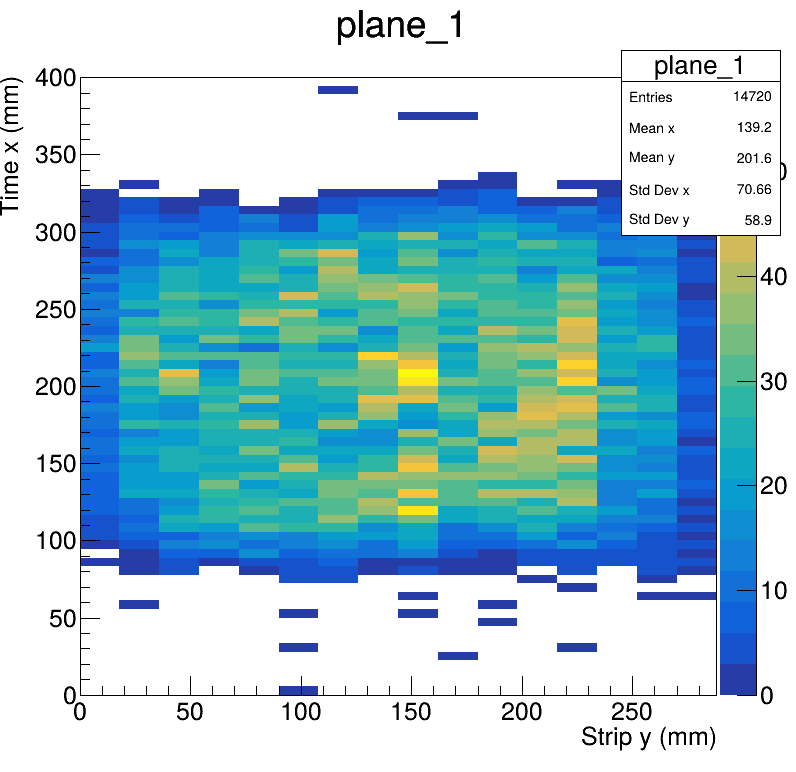 plane_1
plane_1
Entries 14720
Mean x 139.2
Mean y 201.6
Std Dev x 70.66
Std Dev y 58.9
Time x (mm)
400
350
300
250
200
150
100
50
0
0 50 100 150 200 250
Strip y (mm)
40
30
20
10
0